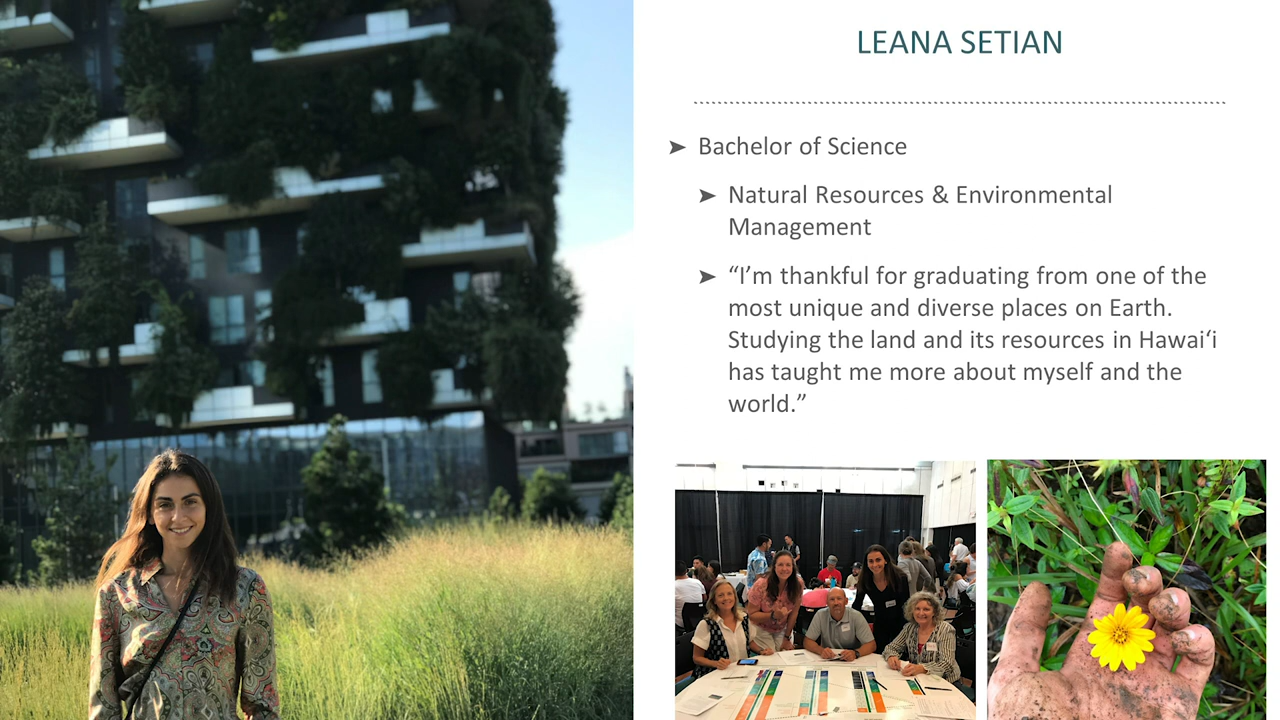 LEANA SETIAN
➤ Bachelor of Science
➤ Natural Resources & Environmental
Management
➤ “I’m thankful for graduating from one of the
most unique and diverse places on Earth.
Studying the land and its resources in Hawai‘i
has taught me more about myself and the
world.”